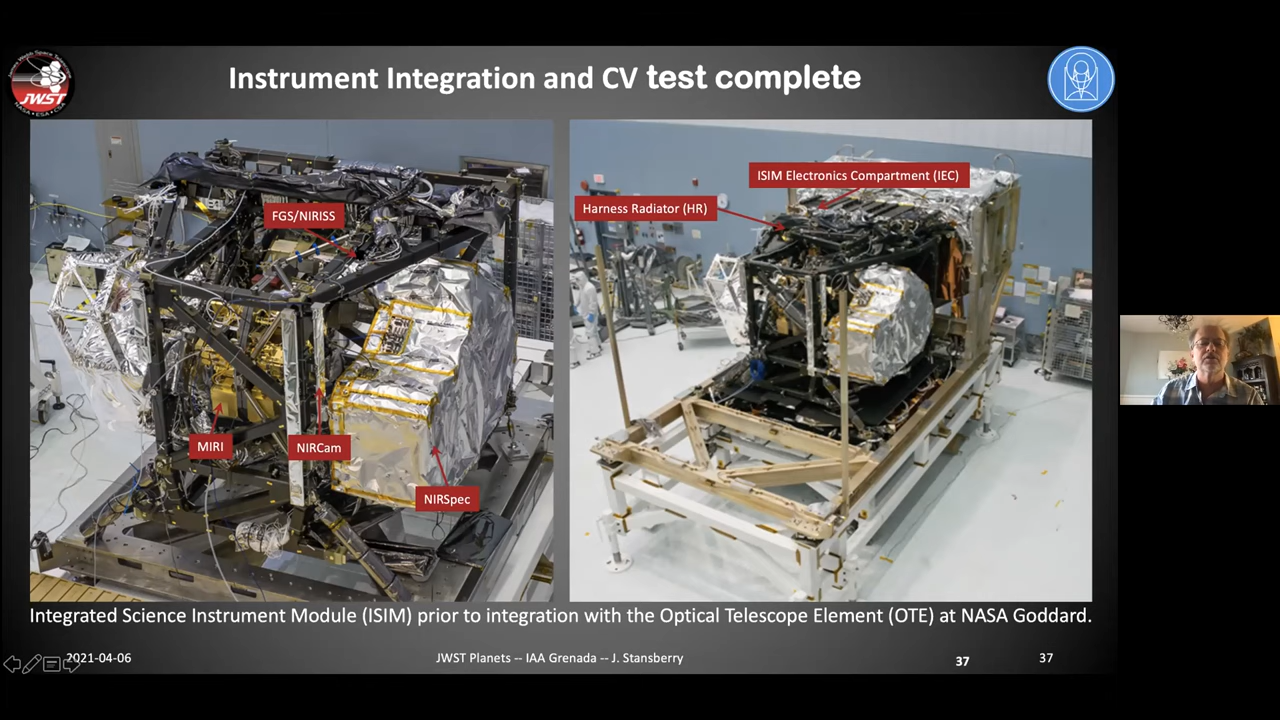 Instrument Integration and CV test complete
JWST
FGS/NIRISS
MIRI
NIRCam
NIRSpec
ISIM Electronics Compartment (IEC)
Harness Radiator (HR)
Integrated Science Instrument Module (ISIM) prior to integration with the Optical Telescope Element (OTE) at NASA Goddard.
2021-04-06
JWST Planets -- IAA Grenada -- J. Stansberry
37
37